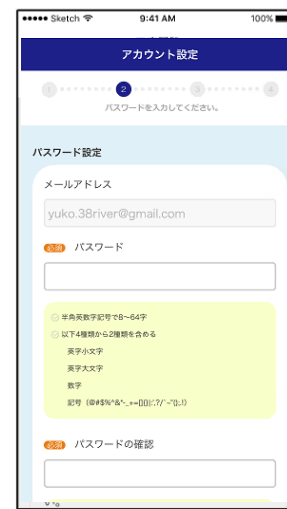 Sketch 9:41 AM 100%
アカウント設定
1 2 3 4
パスワードを入力してください。
パスワード設定
メールアドレス
yuko.38river@gmail.com
必須 パスワード
半角英数字記号で8〜64字
以下4種類から2種類を含める
英字小文字
英字大文字
数字
必須 パスワードの確認